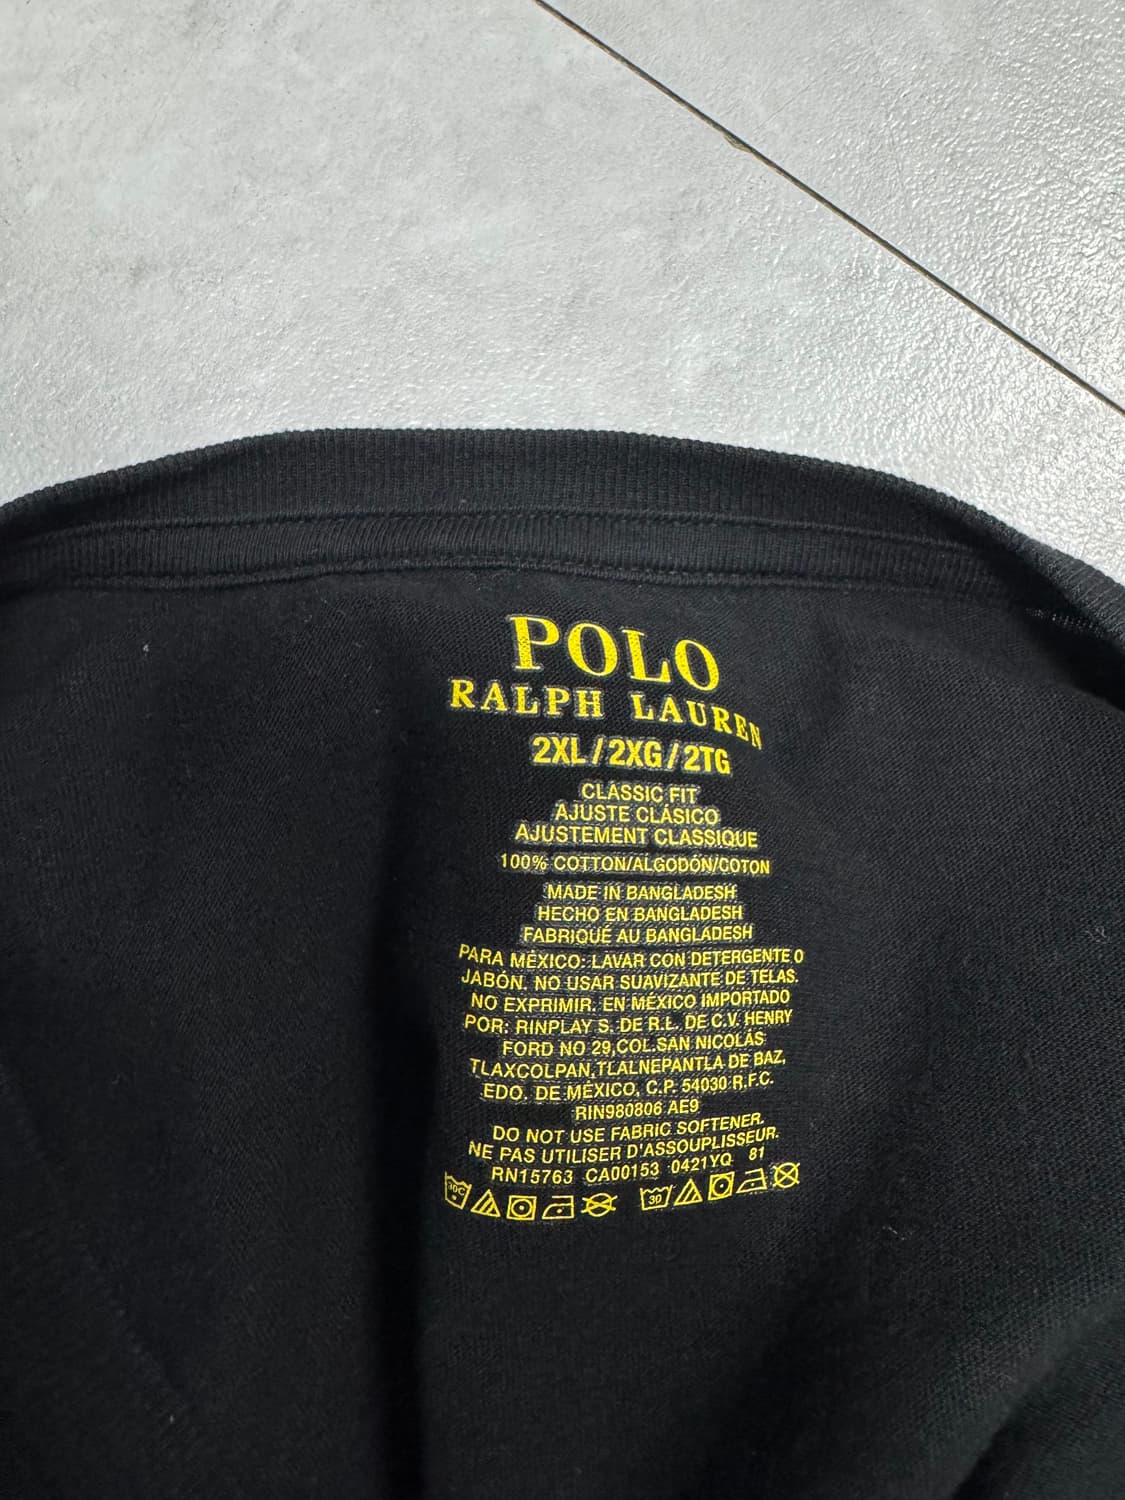 POLO
RALPH LAUREN
2XL/2XG/2TG
CLASSIC FIT
AJUSTE CLÁSICO
AJUSTEMENT CLASSIQUE
100% COTTON/ALGODÓN/COTON
MADE IN BANGLADESH
HECHO EN BANGLADESH
FABRIQUÉ AU BANGLADESH
PARA MÉXICO: LAVAR CON DETERGENTE O
JABÓN. NO USAR SUAVIZANTE DE TELAS.
NO EXPRIMIR. EN MÉXICO IMPORTADO
POR: RINPLAY S. DE R.L. DE C.V. HENRY
FORD NO 29,COL.SAN NICOLÁS
TLAXCOLPAN,TLALNEPANTLA DE BAZ,
EDO. DE MÉXICO, C.P. 54030 R.F.C.
RIN980806 AE9
DO NOT USE FABRIC SOFTENER.
NE PAS UTILISER D'ASSOUPLISSEUR.
RN15763 CA00153 0421YQ 81
30C 30